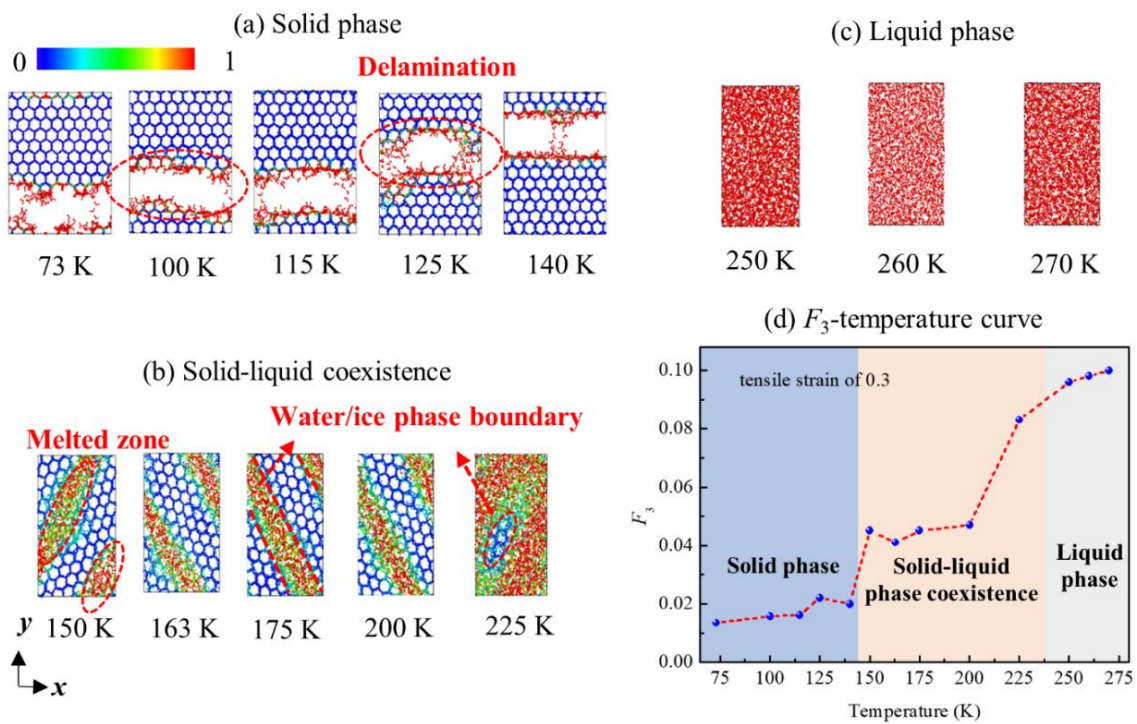 (a) Solid phase
0 1
Delamination
73 K 100 K 115 K 125 K 140 K
(b) Solid-liquid coexistence
Water/ice phase boundary
Melted zone
150 K 163 K 175 K 200 K 225 K
y
x
(c) Liquid phase
250 K 260 K 270 K
(d) F₃-temperature curve
tensile strain of 0.3
0.10
0.08
0.06
0.04
0.02
0.00
F₃
Solid phase
Solid-liquid
phase coexistence
Liquid
phase
75 100 125 150 175 200 225 250 275
Temperature (K)